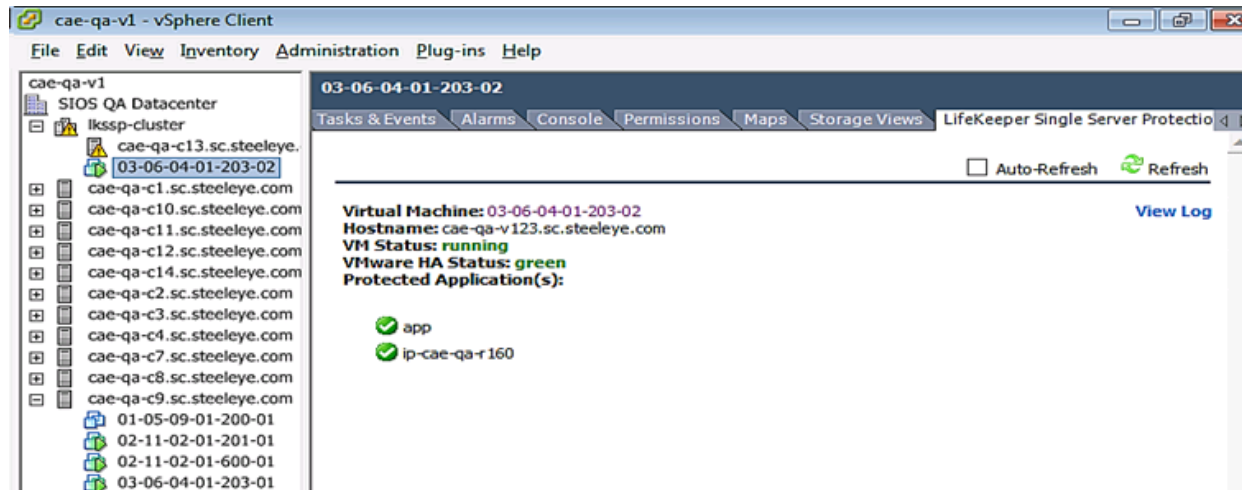 cae-qa-v1 - vSphere Client
File Edit View Inventory Administration Plug-ins Help
cae-qa-v1
SIOS QA Datacenter
lkssp-cluster
cae-qa-c13.sc.steeleye.
03-06-04-01-203-02
cae-qa-c1.sc.steeleye.com
cae-qa-c10.sc.steeleye.com
cae-qa-c11.sc.steeleye.com
cae-qa-c12.sc.steeleye.com
cae-qa-c14.sc.steeleye.com
cae-qa-c2.sc.steeleye.com
cae-qa-c3.sc.steeleye.com
cae-qa-c4.sc.steeleye.com
cae-qa-c7.sc.steeleye.com
cae-qa-c8.sc.steeleye.com
cae-qa-c9.sc.steeleye.com
01-05-09-01-200-01
02-11-02-01-201-01
02-11-02-01-600-01
03-06-04-01-203-01
03-06-04-01-203-02
Tasks & Events Alarms Console Permissions Maps Storage Views LifeKeeper Single Server Protectio
Auto-Refresh Refresh
Virtual Machine: 03-06-04-01-203-02 View Log
Hostname: cae-qa-v123.sc.steeleye.com
VM Status: running
VMware HA Status: green
Protected Application(s):
app
ip-cae-qa-r160